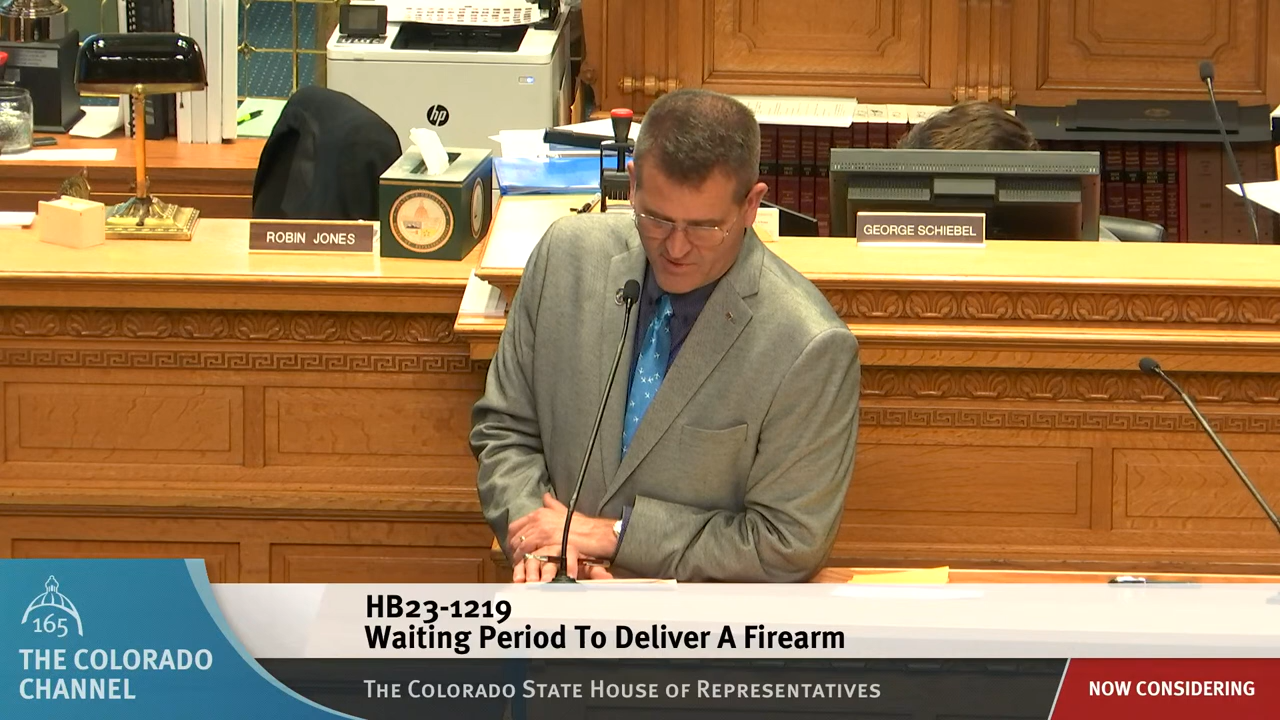 hp
ROBIN JONES
GEORGE SCHIEBEL
165
THE COLORADO
CHANNEL
HB23-1219
Waiting Period To Deliver A Firearm
THE COLORADO STATE HOUSE OF REPRESENTATIVES
NOW CONSIDERING